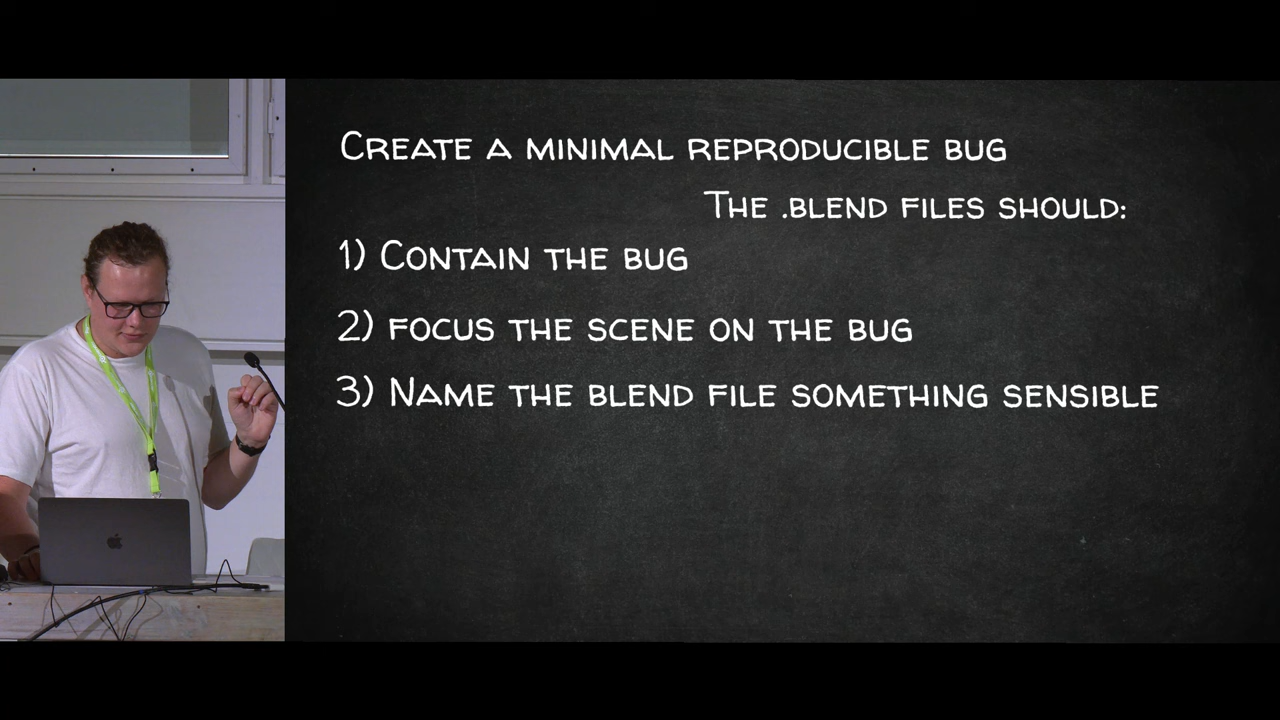 Create a minimal reproducible bug
The .blend files should:
1) Contain the bug
2) focus the scene on the bug
3) Name the blend file something sensible